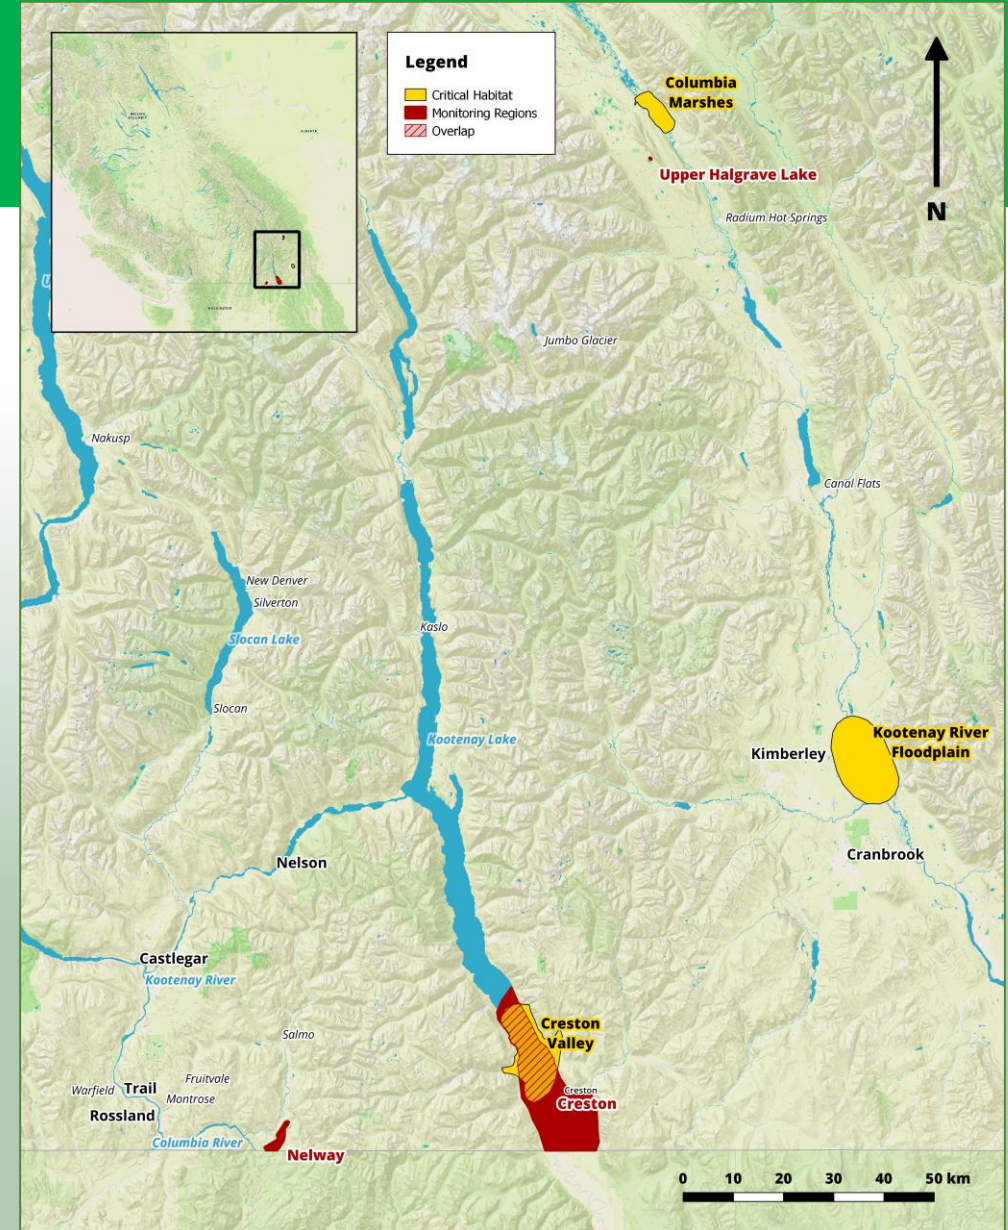 Legend
Critical Habitat
Monitoring Regions
Overlap
Columbia
Marshes
Upper Halgrave Lake
N
Radium Hot Springs
U
Jumbo Glacier
Nakusp
Canal Flats
New Denver
Silverton
Slocan Lake
Kaslo
Slocan
Kootenay Lake
Kootenay River
Floodplain
Kimberley
Cranbrook
Nelson
Castlegar
Kootenay River
Creston
Valley
Salmo
Creston
Creston
Fruitvale
Warfield
Trail
Montrose
Rossland
Columbia River
Nelway
0 10 20 30 40 50 km